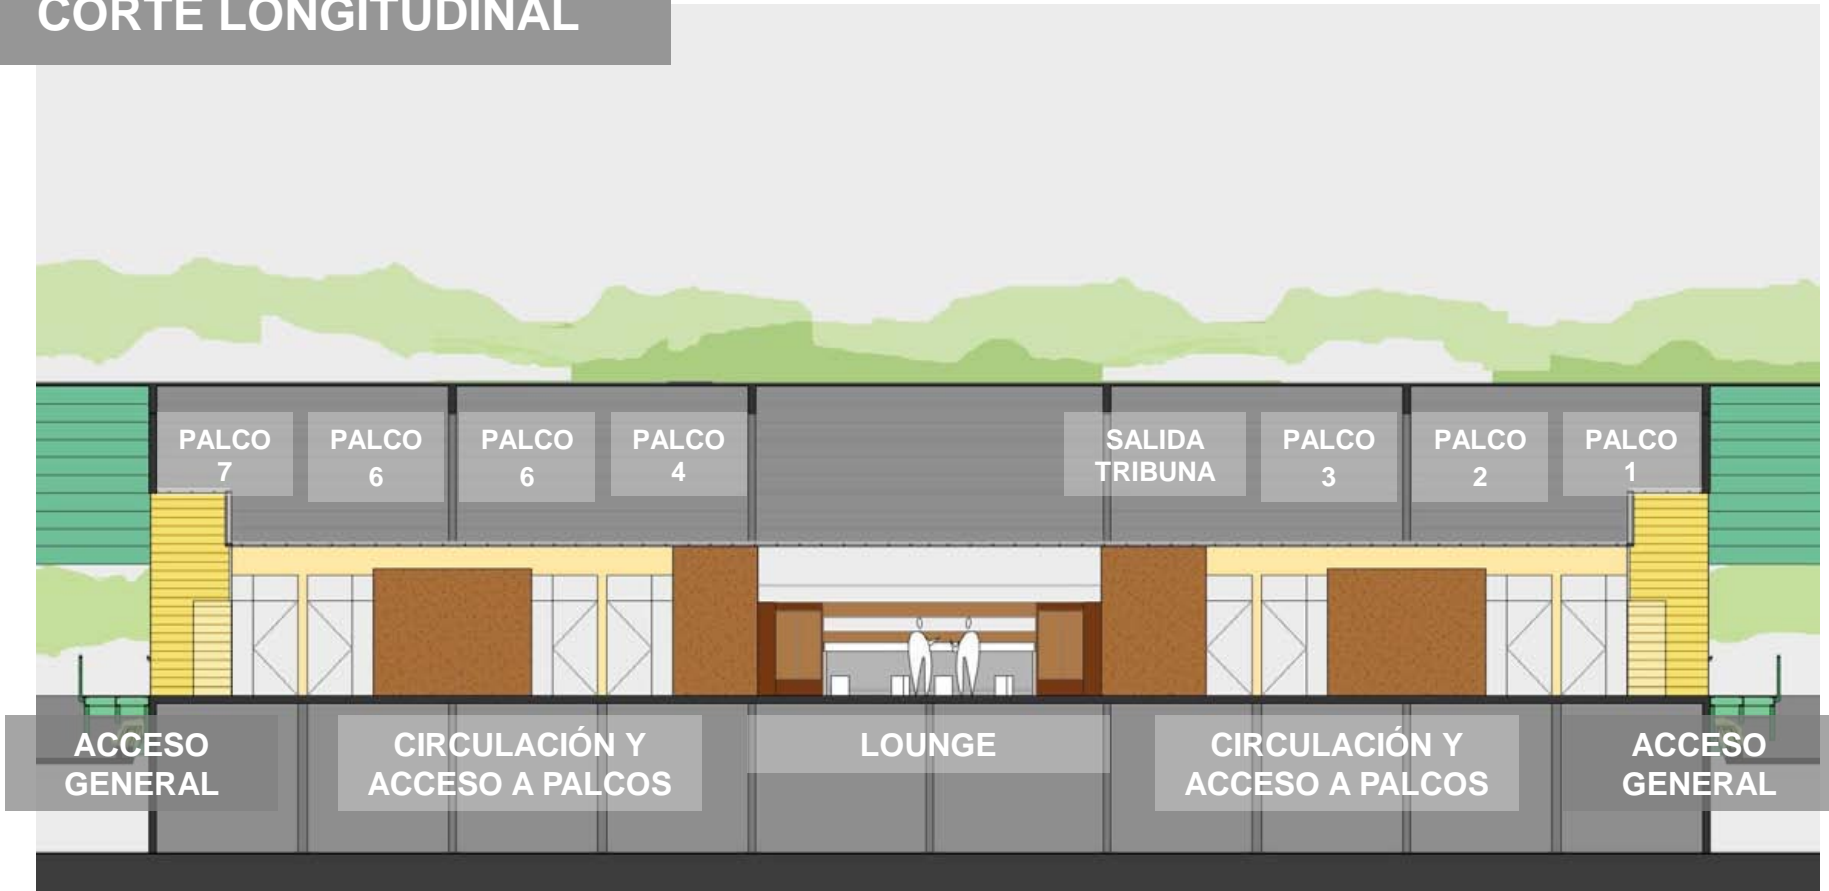 CORTE LONGITUDINAL
PALCO
7
PALCO
6
PALCO
6
PALCO
4
SALIDA
TRIBUNA
PALCO
3
PALCO
2
PALCO
1
ACCESO
GENERAL
CIRCULACIÓN Y
ACCESO A PALCOS
LOUNGE
CIRCULACIÓN Y
ACCESO A PALCOS
ACCESO
GENERAL